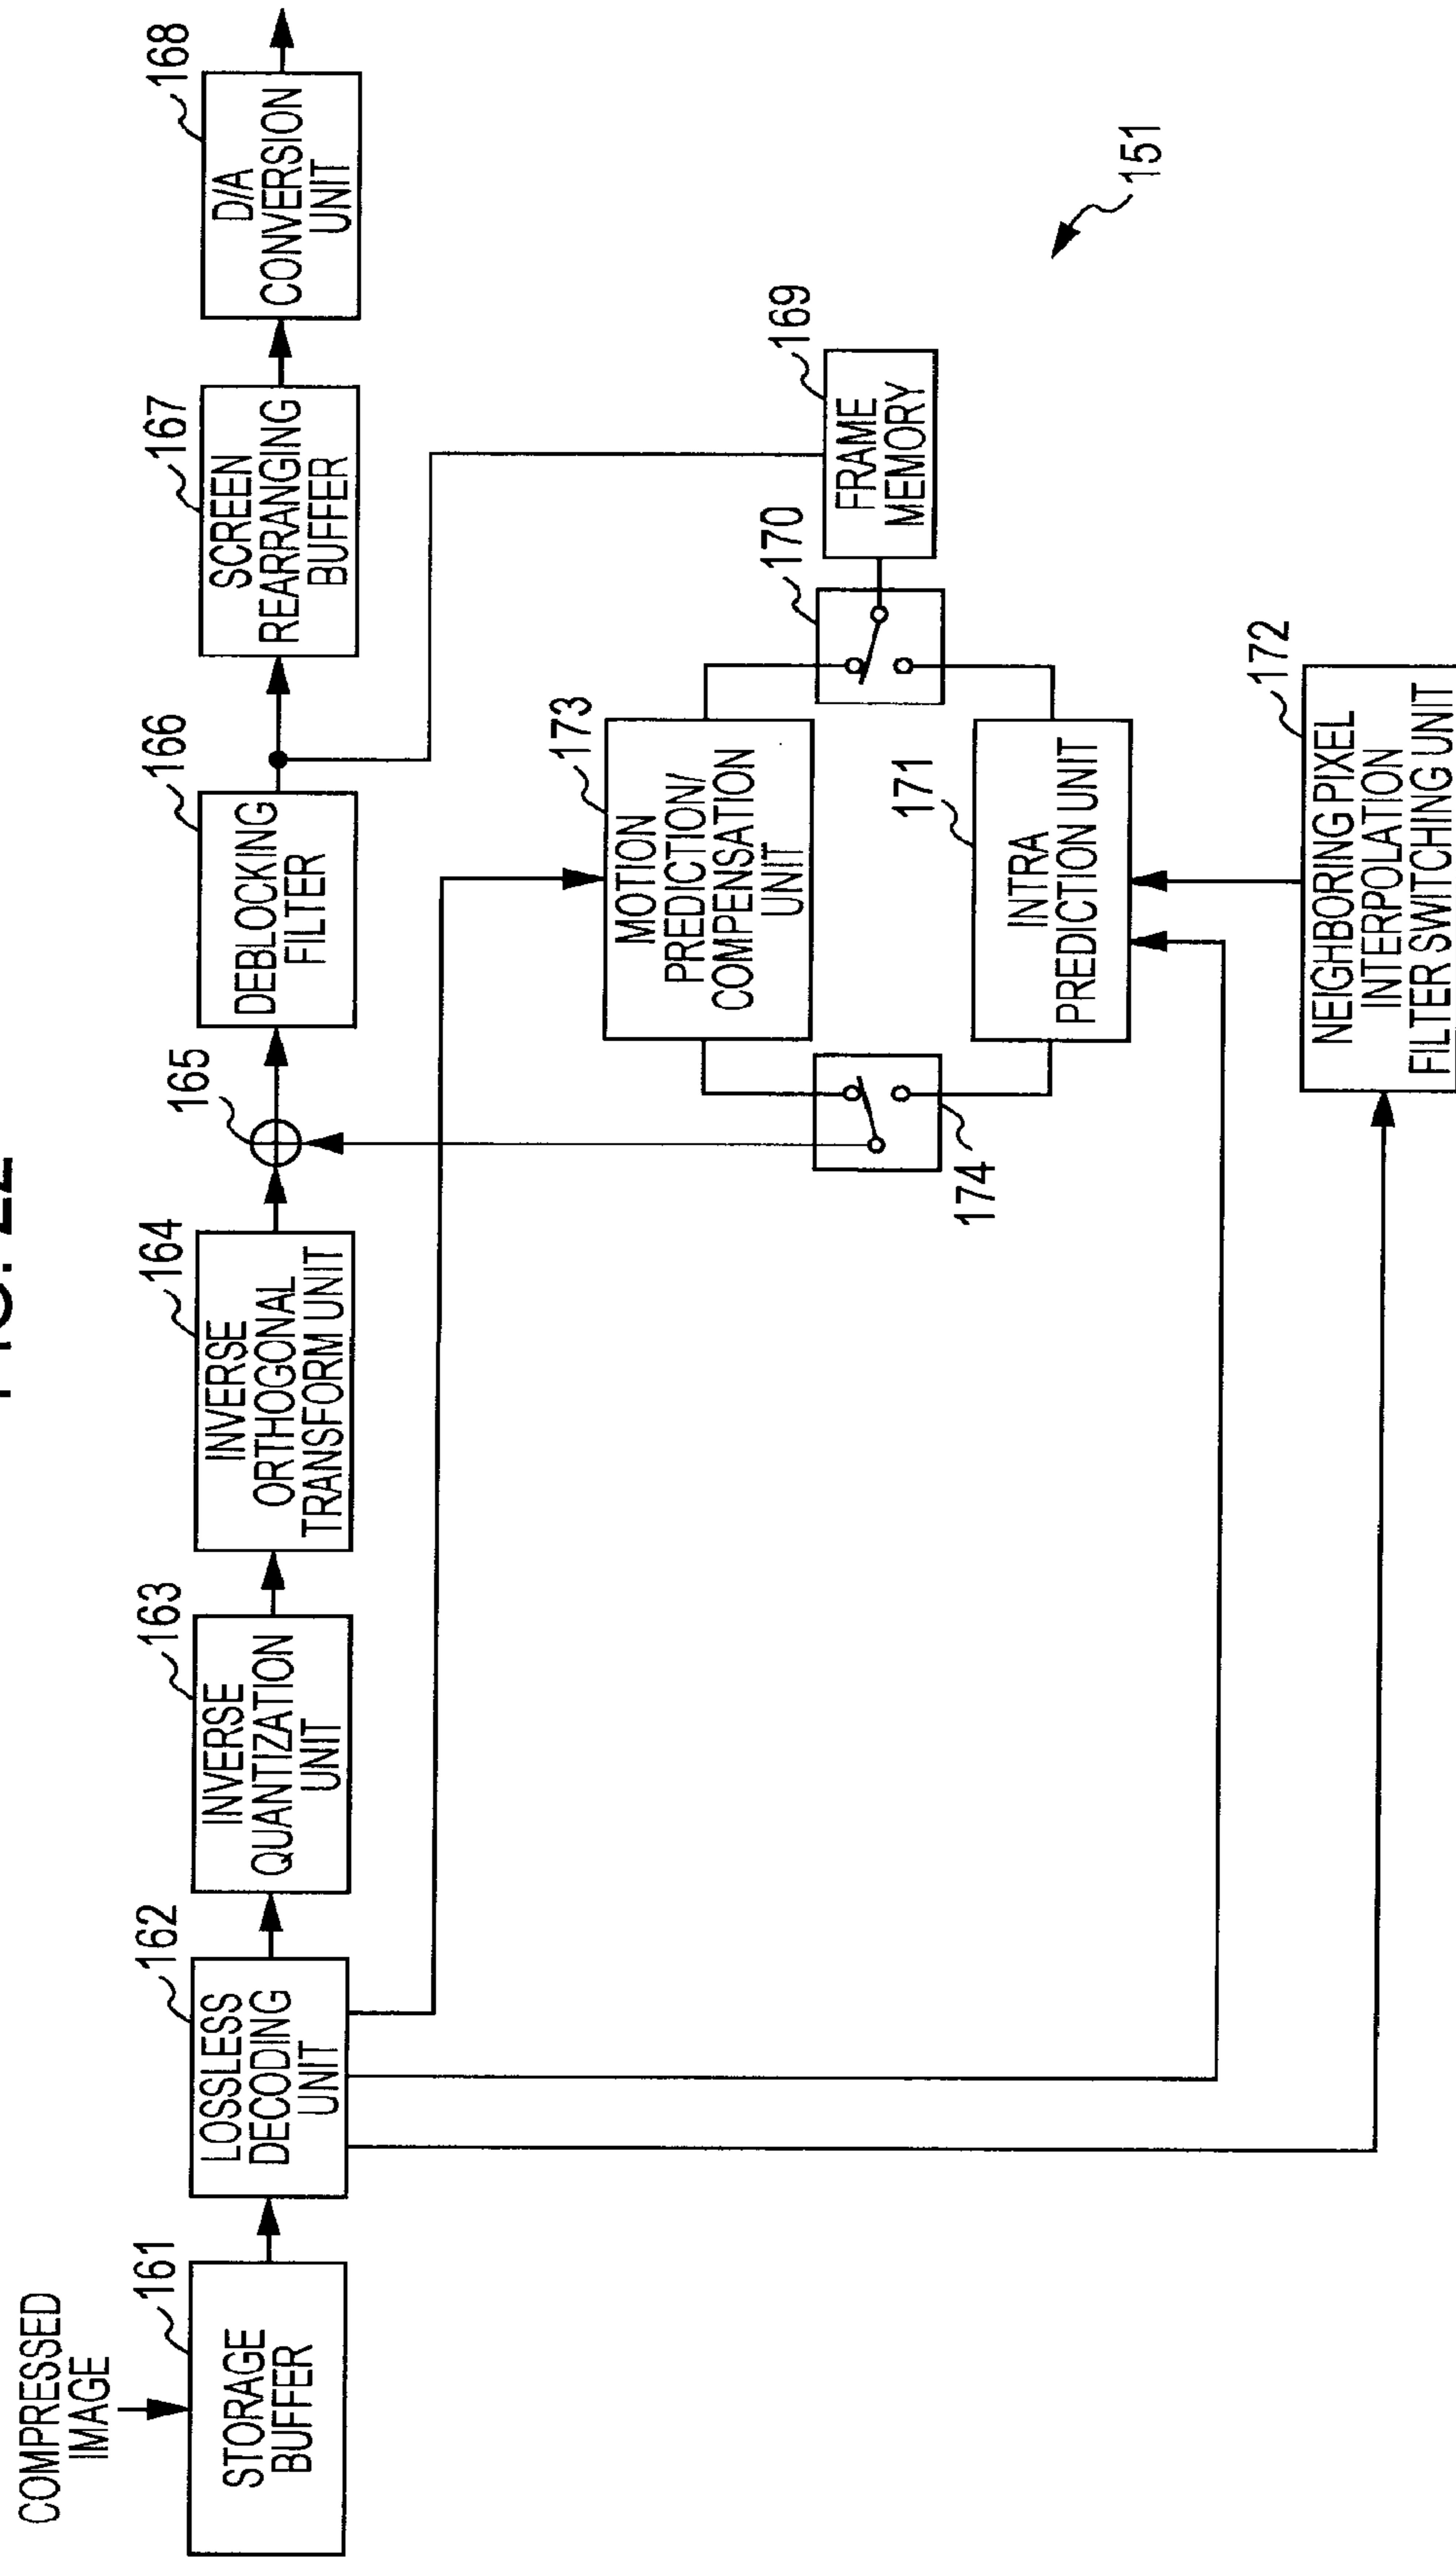 COMPRESSED
IMAGE
161
STORAGE
BUFFER
162
LOSSLESS
DECODING
UNIT
163
INVERSE
QUANTIZATION
UNIT
164
INVERSE
ORTHOGONAL
TRANSFORM UNIT
165
166
DEBLOCKING
FILTER
167
SCREEN
REARRANGING
BUFFER
168
D/A
CONVERSION
UNIT
173
MOTION
PREDICTION/
COMPENSATION
UNIT
170
169
FRAME
MEMORY
174
171
INTRA
PREDICTION UNIT
151
172
NEIGHBORING PIXEL
INTERPOLATION
FILTER SWITCHING UNIT